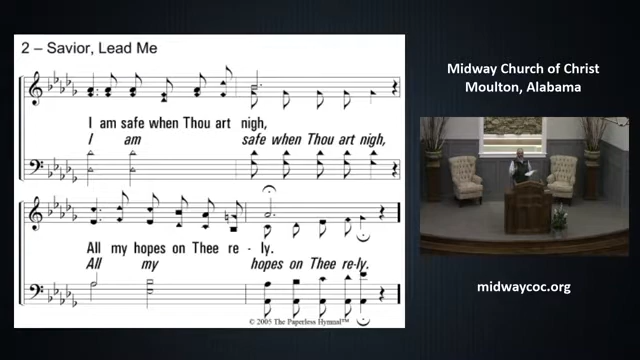 2 – Savior, Lead Me
I am safe when Thou art nigh,
I am safe when Thou art nigh,
All my hopes on Thee re - ly.
All my hopes on Thee re-ly.
© 2005 The Paperless Hymnal™
Midway Church of Christ
Moulton, Alabama
midwaycoc.org